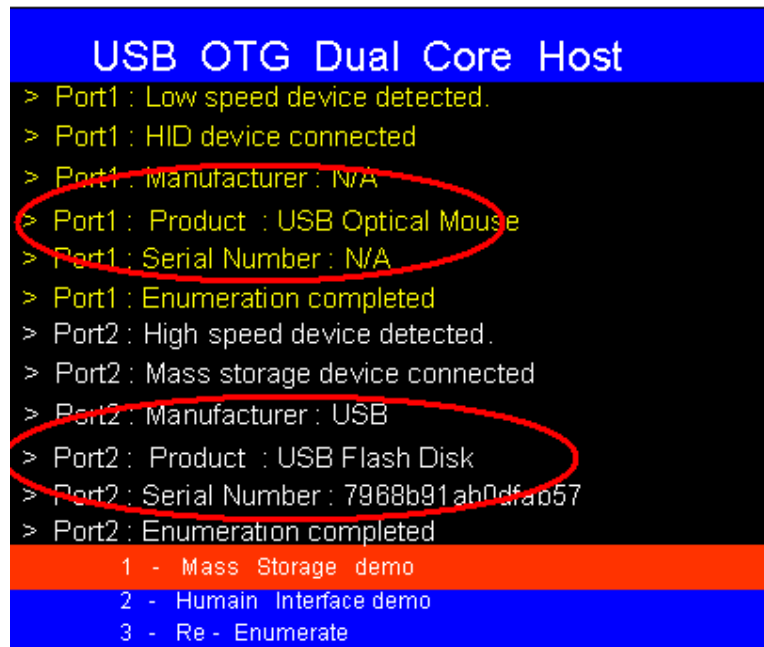 USB OTG Dual Core Host
> Port1 : Low speed device detected.
> Port1 : HID device connected
> Port1 : Manufacturer : N/A
> Port1 : Product : USB Optical Mouse
> Port1 : Serial Number : N/A
> Port1 : Enumeration completed
> Port2 : High speed device detected.
> Port2 : Mass storage device connected
> Port2 : Manufacturer : USB
> Port2 : Product : USB Flash Disk
> Port2 : Serial Number : 7968b91ab0dfab57
> Port2 : Enumeration completed
1 - Mass Storage demo
2 - Humain Interface demo
3 - Re - Enumerate